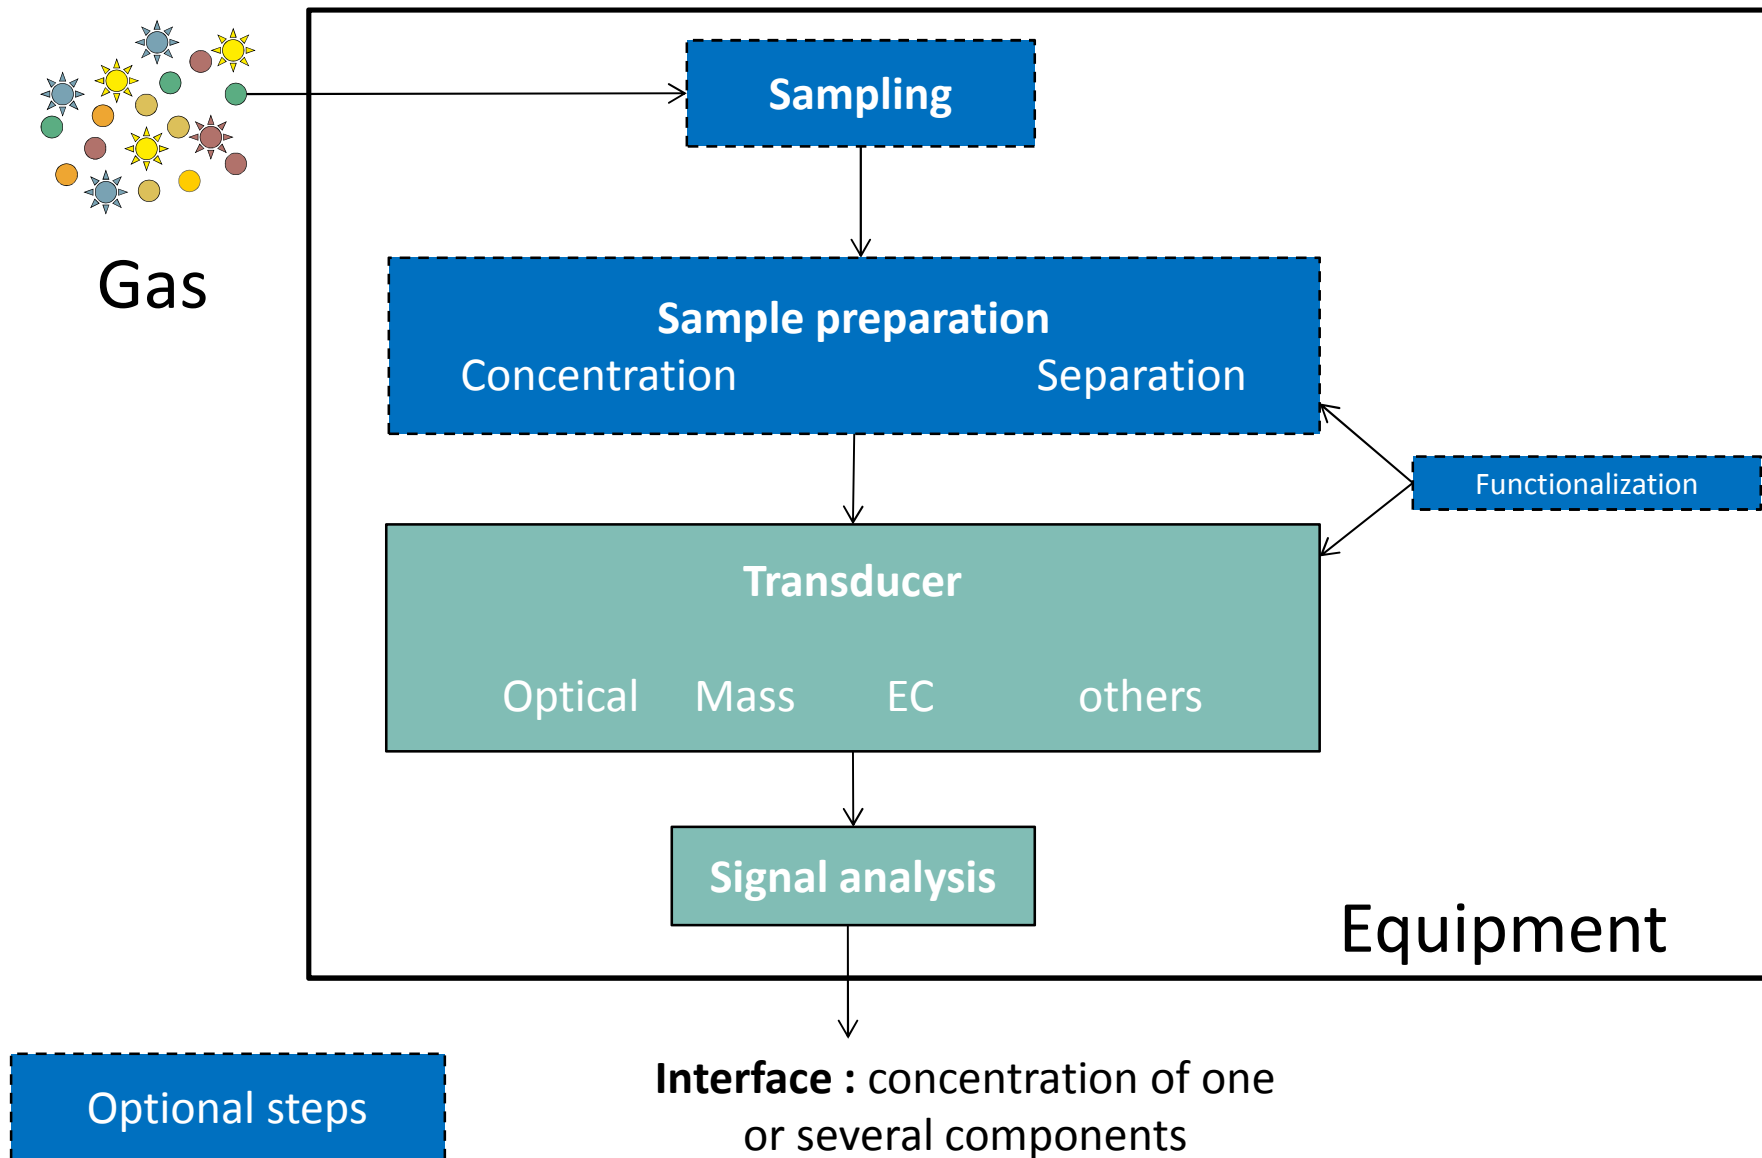 Sampling
Gas
Sample preparation
Concentration Separation
Functionalization
Transducer
Optical Mass EC others
Signal analysis
Equipment
Interface : concentration of one
or several components
Optional steps